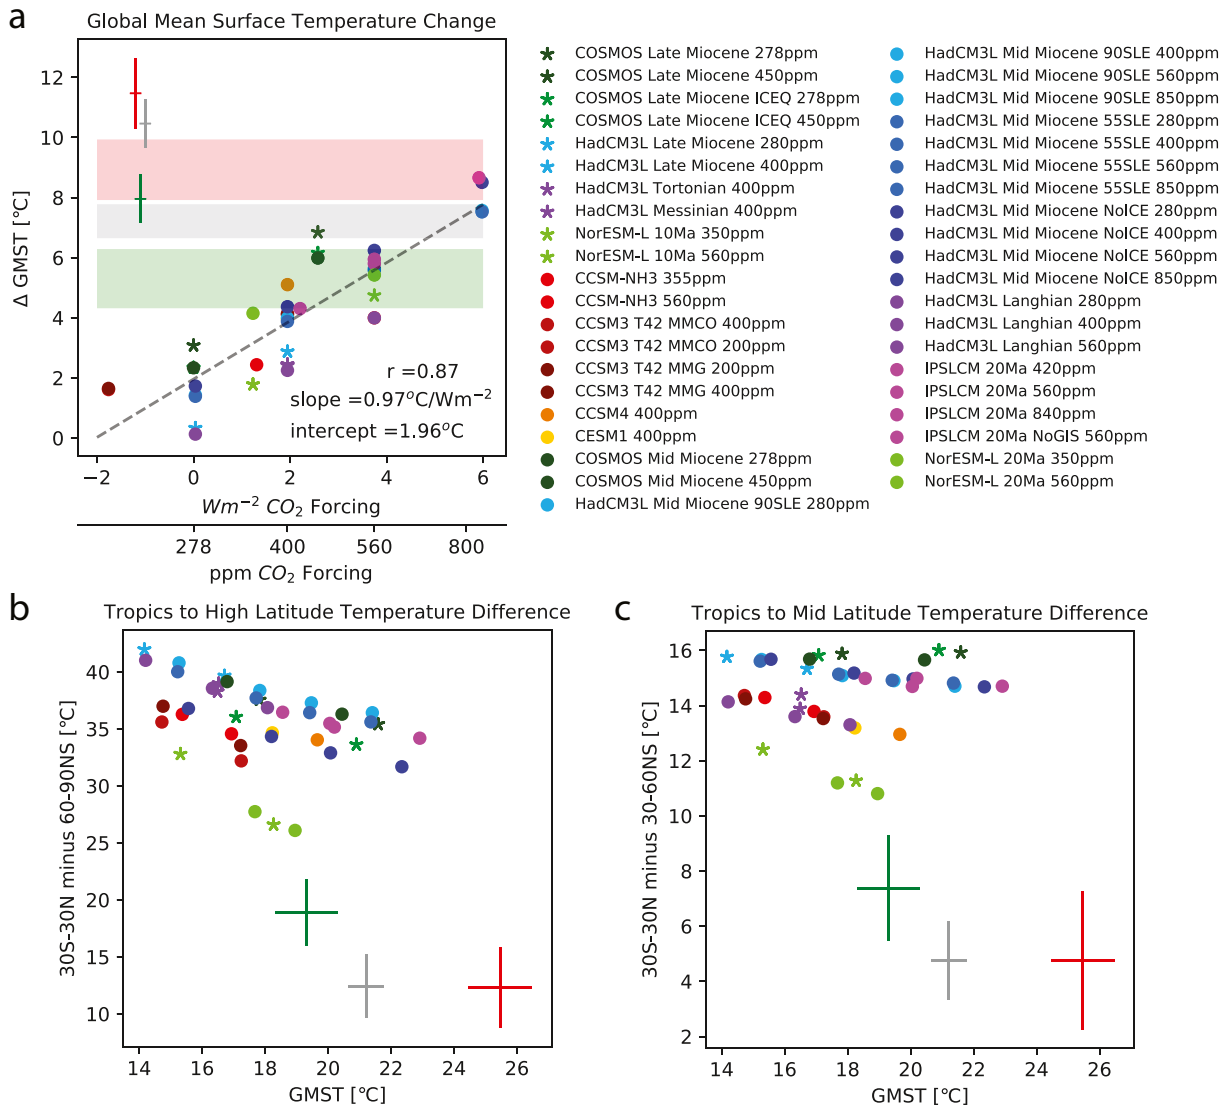 a
Global Mean Surface Temperature Change
Δ GMST [℃]
12
10
8
6
4
2
0
r =0.87
slope =0.97°C/Wm⁻²
intercept =1.96°C
−2 0 2 4 6
Wm⁻² CO₂ Forcing
278 400 560 800
ppm CO₂ Forcing
COSMOS Late Miocene 278ppm
COSMOS Late Miocene 450ppm
COSMOS Late Miocene ICEQ 278ppm
COSMOS Late Miocene ICEQ 450ppm
HadCM3L Late Miocene 280ppm
HadCM3L Late Miocene 400ppm
HadCM3L Tortonian 400ppm
HadCM3L Messinian 400ppm
NorESM-L 10Ma 350ppm
NorESM-L 10Ma 560ppm
CCSM-NH3 355ppm
CCSM-NH3 560ppm
CCSM3 T42 MMCO 400ppm
CCSM3 T42 MMCO 200ppm
CCSM3 T42 MMG 200ppm
CCSM3 T42 MMG 400ppm
CCSM4 400ppm
CESM1 400ppm
COSMOS Mid Miocene 278ppm
COSMOS Mid Miocene 450ppm
HadCM3L Mid Miocene 90SLE 280ppm
HadCM3L Mid Miocene 90SLE 400ppm
HadCM3L Mid Miocene 90SLE 560ppm
HadCM3L Mid Miocene 90SLE 850ppm
HadCM3L Mid Miocene 55SLE 280ppm
HadCM3L Mid Miocene 55SLE 400ppm
HadCM3L Mid Miocene 55SLE 560ppm
HadCM3L Mid Miocene 55SLE 850ppm
HadCM3L Mid Miocene NoICE 280ppm
HadCM3L Mid Miocene NoICE 400ppm
HadCM3L Mid Miocene NoICE 560ppm
HadCM3L Mid Miocene NoICE 850ppm
HadCM3L Langhian 280ppm
HadCM3L Langhian 400ppm
HadCM3L Langhian 560ppm
IPSLCM 20Ma 420ppm
IPSLCM 20Ma 560ppm
IPSLCM 20Ma 840ppm
IPSLCM 20Ma NoGIS 560ppm
NorESM-L 20Ma 350ppm
NorESM-L 20Ma 560ppm
b
Tropics to High Latitude Temperature Difference
30S-30N minus 60-90NS [℃]
40
35
30
25
20
15
10
14 16 18 20 22 24 26
GMST [℃]
c
Tropics to Mid Latitude Temperature Difference
30S-30N minus 30-60NS [℃]
16
14
12
10
8
6
4
2
14 16 18 20 22 24 26
GMST [℃]